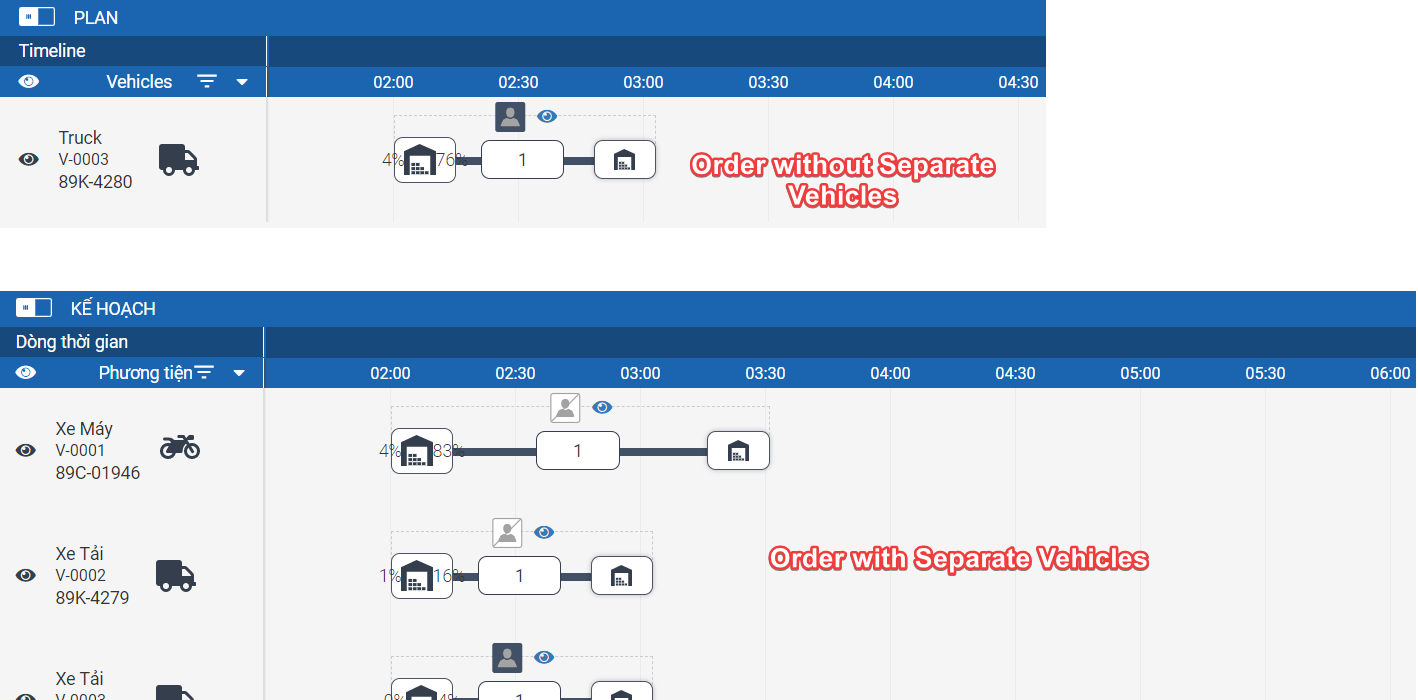 PLAN
Timeline
Vehicles 02:00 02:30 03:00 03:30 04:00 04:30
Truck
V-0003
89K-4280
4% 76% 1
Order without Separate
Vehicles
KẾ HOẠCH
Dòng thời gian
Phương tiện 02:00 02:30 03:00 03:30 04:00 04:30 05:00 05:30 06:00
Xe Máy
V-0001
89C-01946
4% 83% 1
Xe Tải
V-0002
89K-4279
1% 16% 1
Order with Separate Vehicles
Xe Tải
V-0003
0% 4% 1